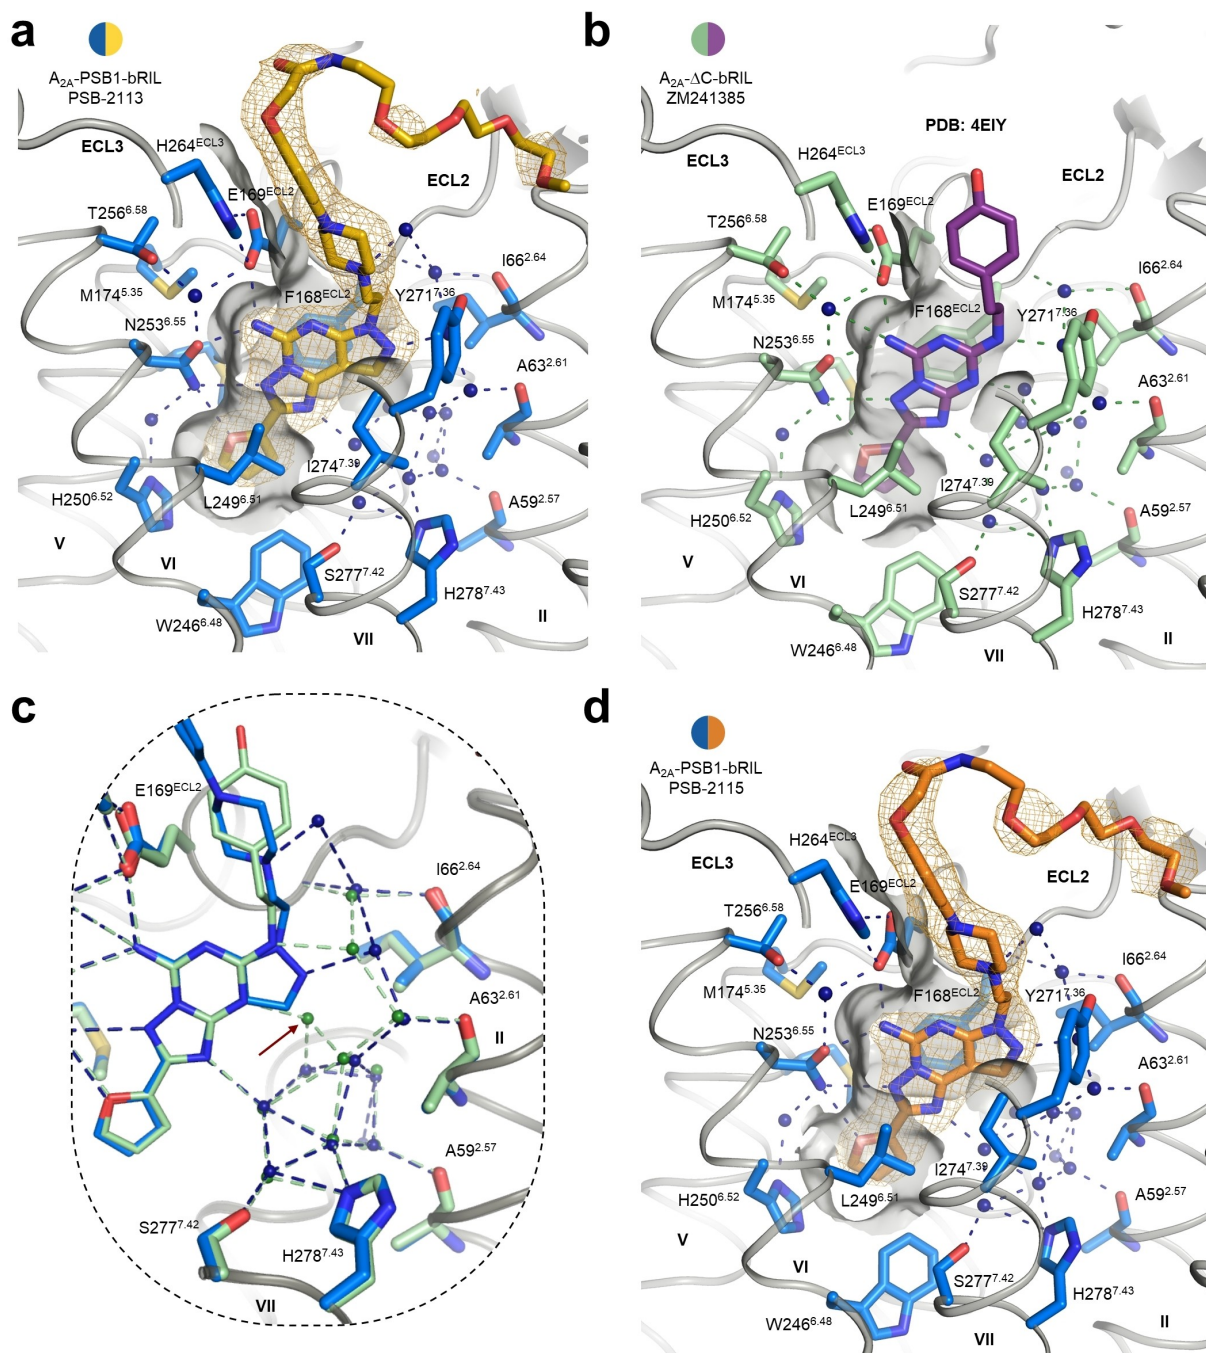 a
A2A-PSB1-bRIL
PSB-2113
ECL3
H264ECL3
E169ECL2
ECL2
T2566.58
M1745.35
F168ECL2
Y2717.36
I662.64
N2536.55
A632.61
I2747.39
H2506.52
L2496.51
A592.57
V
VI
S2777.42
H2787.43
W2466.48
VII
II
b
A2A-ΔC-bRIL
ZM241385
PDB: 4EIY
ECL3
H264ECL3
E169ECL2
ECL2
T2566.58
M1745.35
F168ECL2
Y2717.36
I662.64
N2536.55
A632.61
I2747.39
H2506.52
L2496.51
A592.57
V
VI
S2777.42
H2787.43
W2466.48
VII
II
c
E169ECL2
I662.64
A632.61
II
A592.57
S2777.42
H2787.43
VII
d
A2A-PSB1-bRIL
PSB-2115
ECL3
H264ECL3
E169ECL2
ECL2
T2566.58
M1745.35
F168ECL2
Y2717.36
I662.64
N2536.55
A632.61
I2747.39
H2506.52
L2496.51
A592.57
V
VI
S2777.42
H2787.43
W2466.48
VII
II